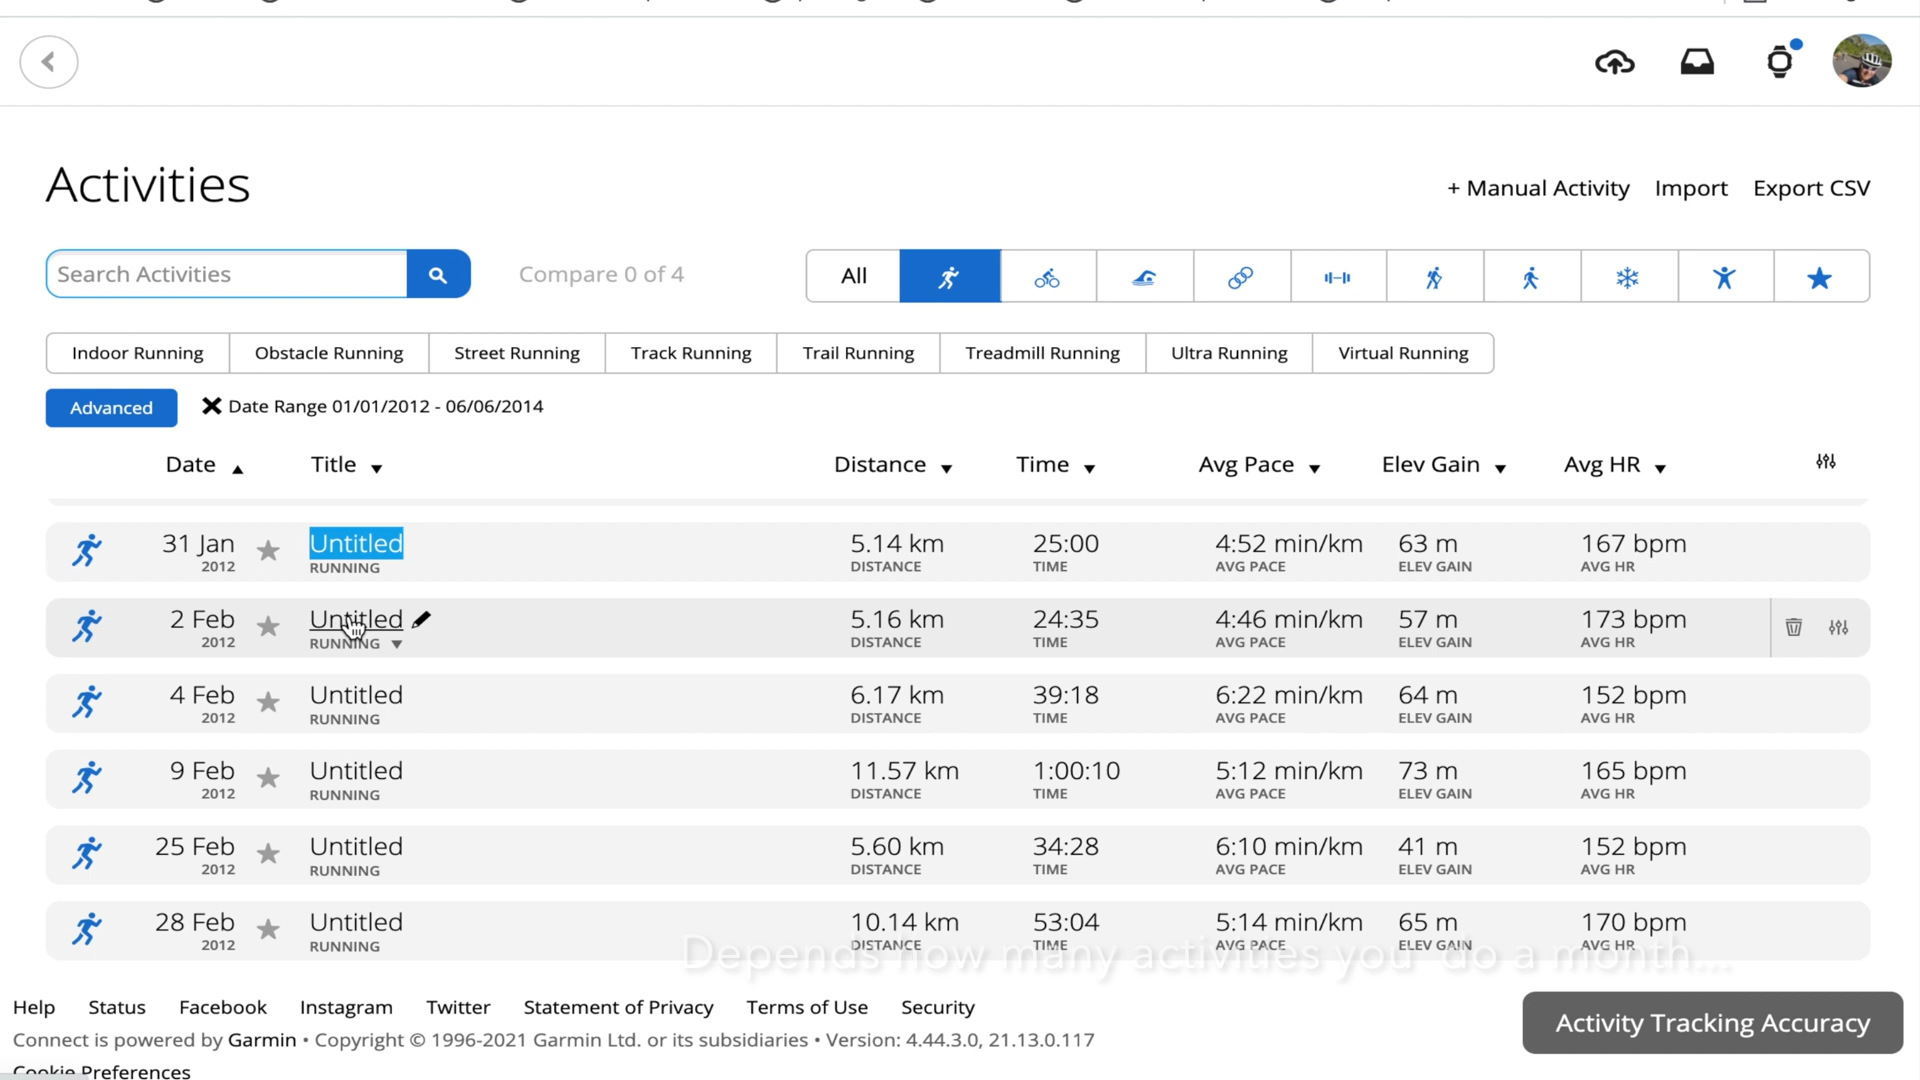 Activities
+ Manual Activity Import Export CSV
Search Activities
Compare 0 of 4
All
Indoor Running Obstacle Running Street Running Track Running Trail Running Treadmill Running Ultra Running Virtual Running
Advanced Date Range 01/01/2012 - 06/06/2014
Date Title Distance Time Avg Pace Elev Gain Avg HR
31 Jan Untitled 5.14 km 25:00 4:52 min/km 63 m 167 bpm
2012 RUNNING DISTANCE TIME AVG PACE ELEV GAIN AVG HR
2 Feb Untitled 5.16 km 24:35 4:46 min/km 57 m 173 bpm
2012 RUNNING DISTANCE TIME AVG PACE ELEV GAIN AVG HR
4 Feb Untitled 6.17 km 39:18 6:22 min/km 64 m 152 bpm
2012 RUNNING DISTANCE TIME AVG PACE ELEV GAIN AVG HR
9 Feb Untitled 11.57 km 1:00:10 5:12 min/km 73 m 165 bpm
2012 RUNNING DISTANCE TIME AVG PACE ELEV GAIN AVG HR
25 Feb Untitled 5.60 km 34:28 6:10 min/km 41 m 152 bpm
2012 RUNNING DISTANCE TIME AVG PACE ELEV GAIN AVG HR
28 Feb Untitled 10.14 km 53:04 5:14 min/km 65 m 170 bpm
2012 RUNNING DISTANCE TIME AVG PACE ELEV GAIN AVG HR
Depends how many activities you do a month...
Help Status Facebook Instagram Twitter Statement of Privacy Terms of Use Security
Connect is powered by Garmin • Copyright © 1996-2021 Garmin Ltd. or its subsidiaries • Version: 4.44.3.0, 21.13.0.117
Activity Tracking Accuracy
Cookie Preferences